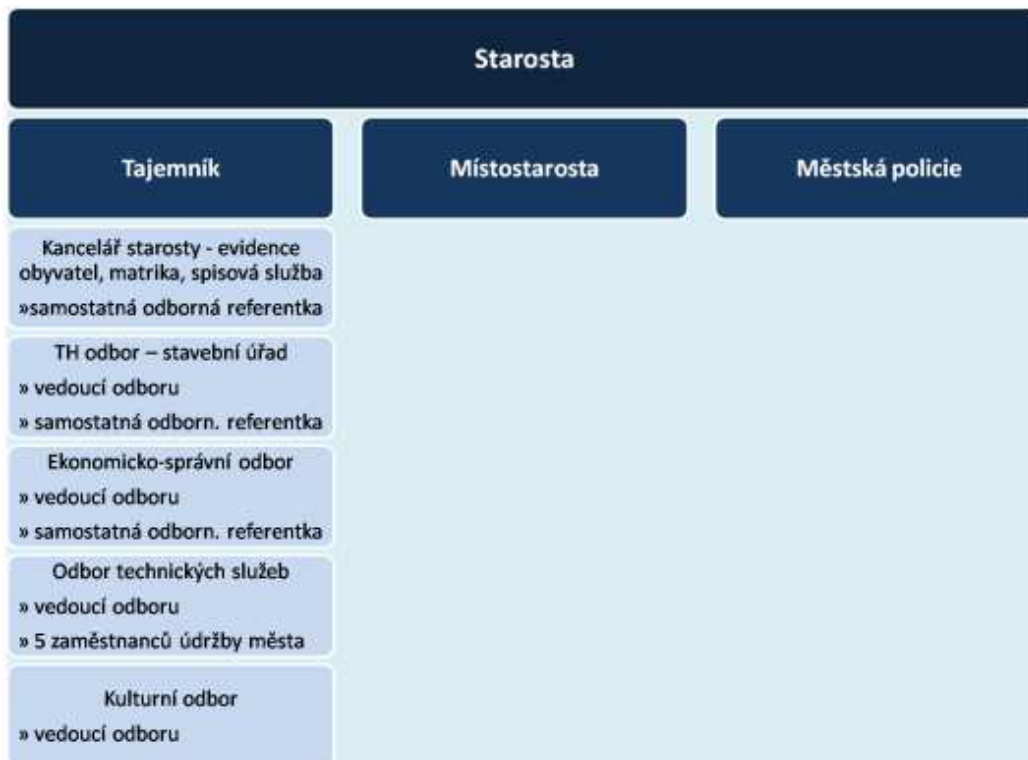 Starosta
Tajemník
Místostarosta
Městská policie
Kancelář starosty - evidence
obyvatel, matrika, spisová služba
»samostatná odborná referentka
TH odbor – stavební úřad
» vedoucí odboru
» samostatná odborn. referentka
Ekonomicko-správní odbor
» vedoucí odboru
» samostatná odborn. referentka
Odbor technických služeb
» vedoucí odboru
» 5 zaměstnanců údržby města
Kulturní odbor
» vedoucí odboru